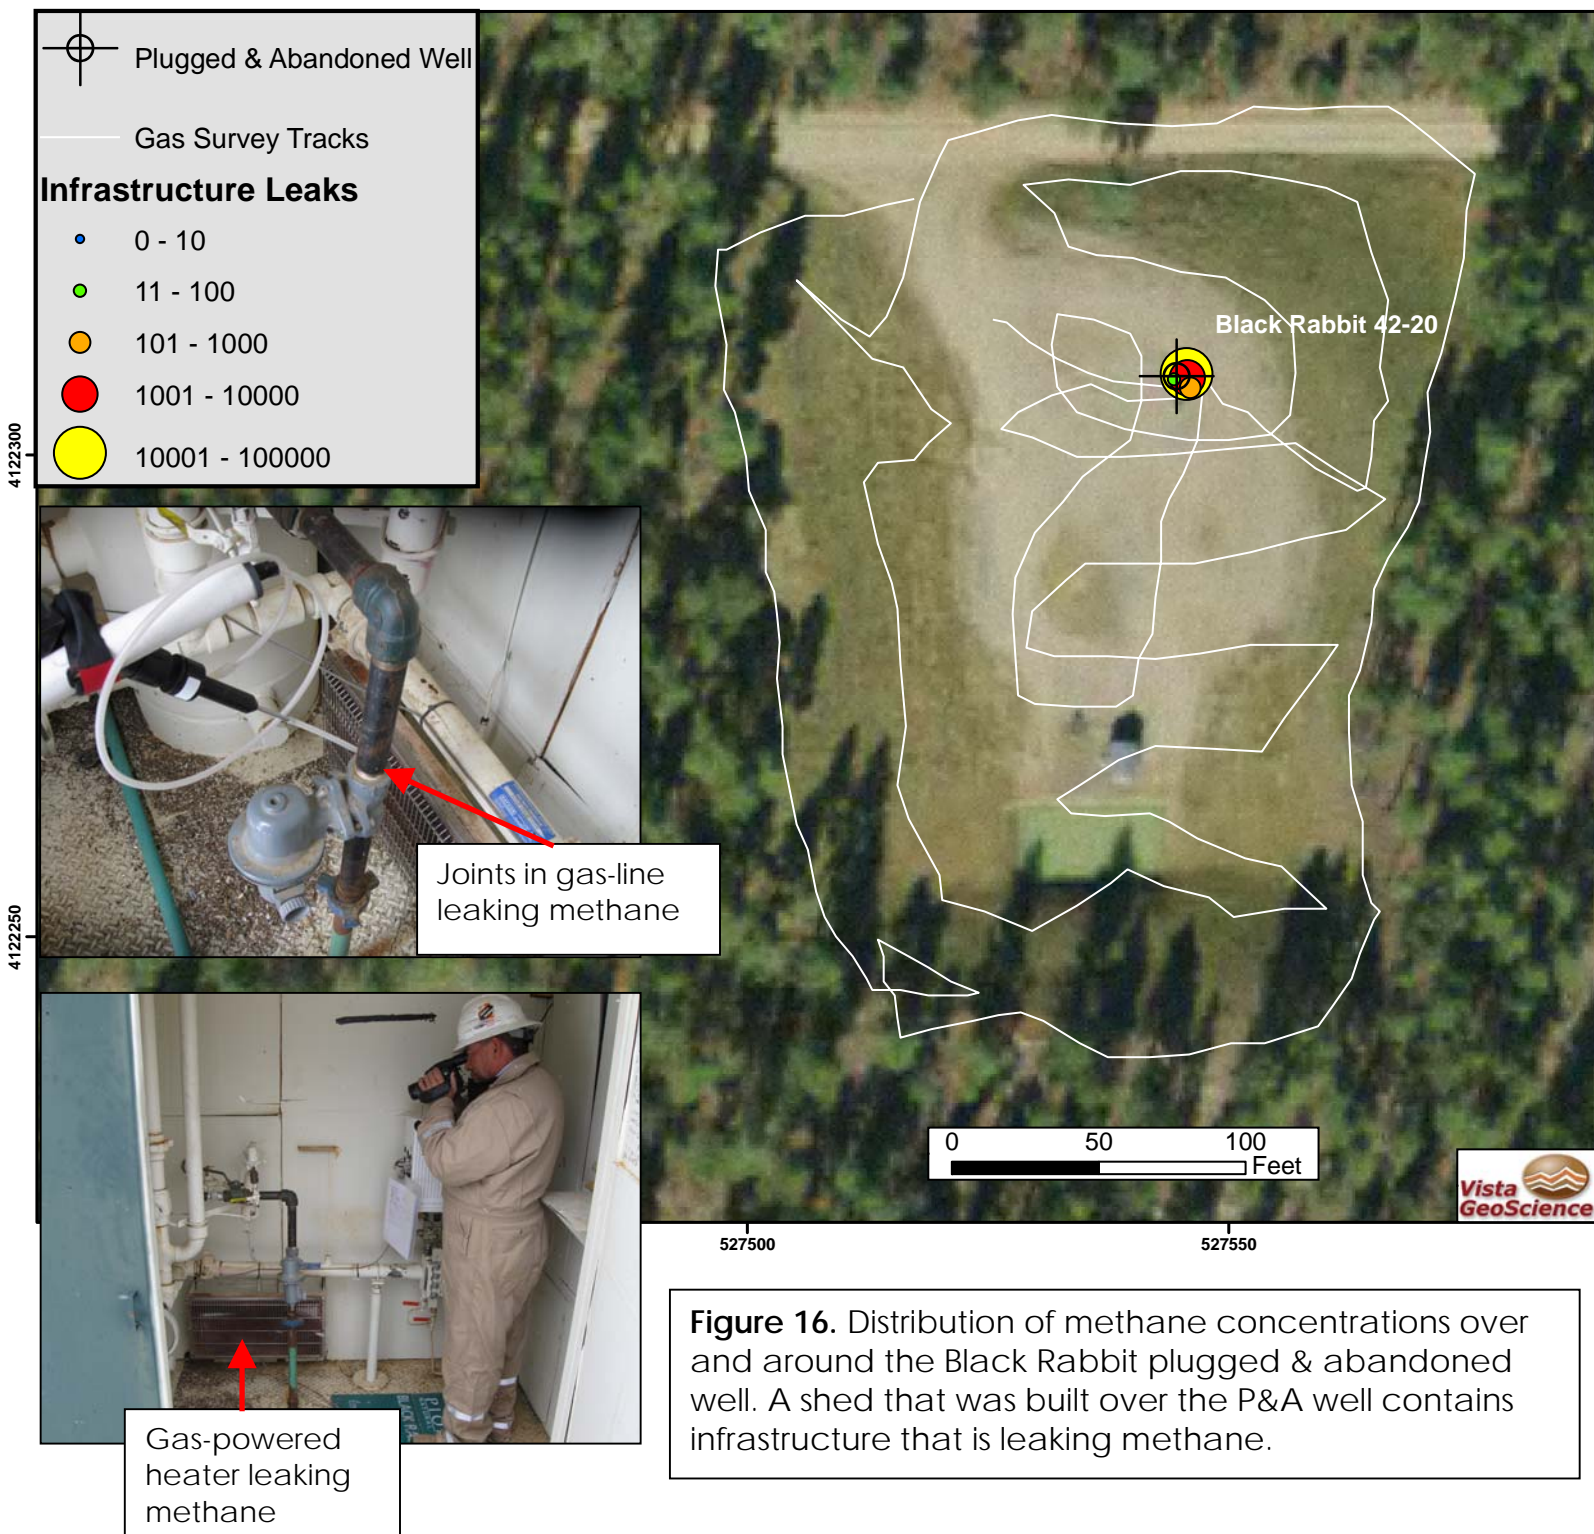 Plugged & Abandoned Well
Gas Survey Tracks
Infrastructure Leaks
0 - 10
11 - 100
101 - 1000
1001 - 10000
10001 - 100000
Black Rabbit 42-20
4122300
4122250
Joints in gas-line
leaking methane
Gas-powered
heater leaking
methane
0 50 100
Feet
Vista
GeoScience
527500
527550
Figure 16. Distribution of methane concentrations over
and around the Black Rabbit plugged & abandoned
well. A shed that was built over the P&A well contains
infrastructure that is leaking methane.